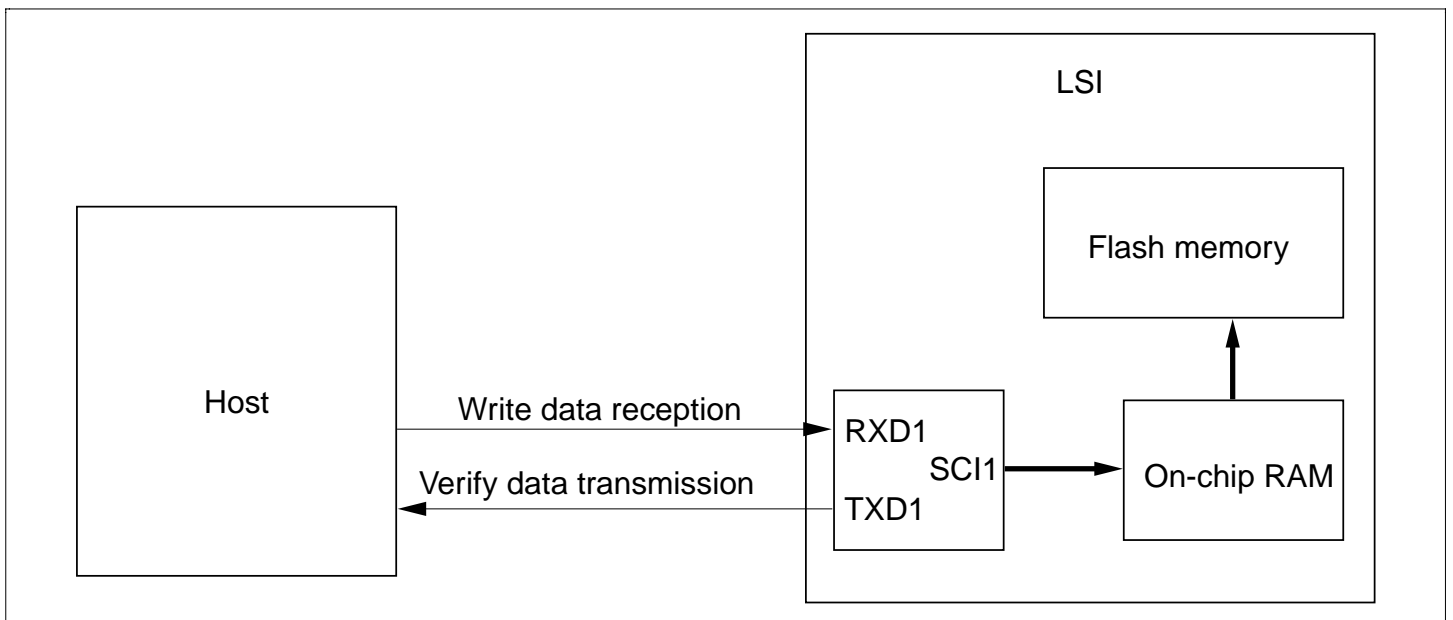 LSI
Flash memory
Host
Write data reception
RXD1
SCI1
On-chip RAM
Verify data transmission
TXD1